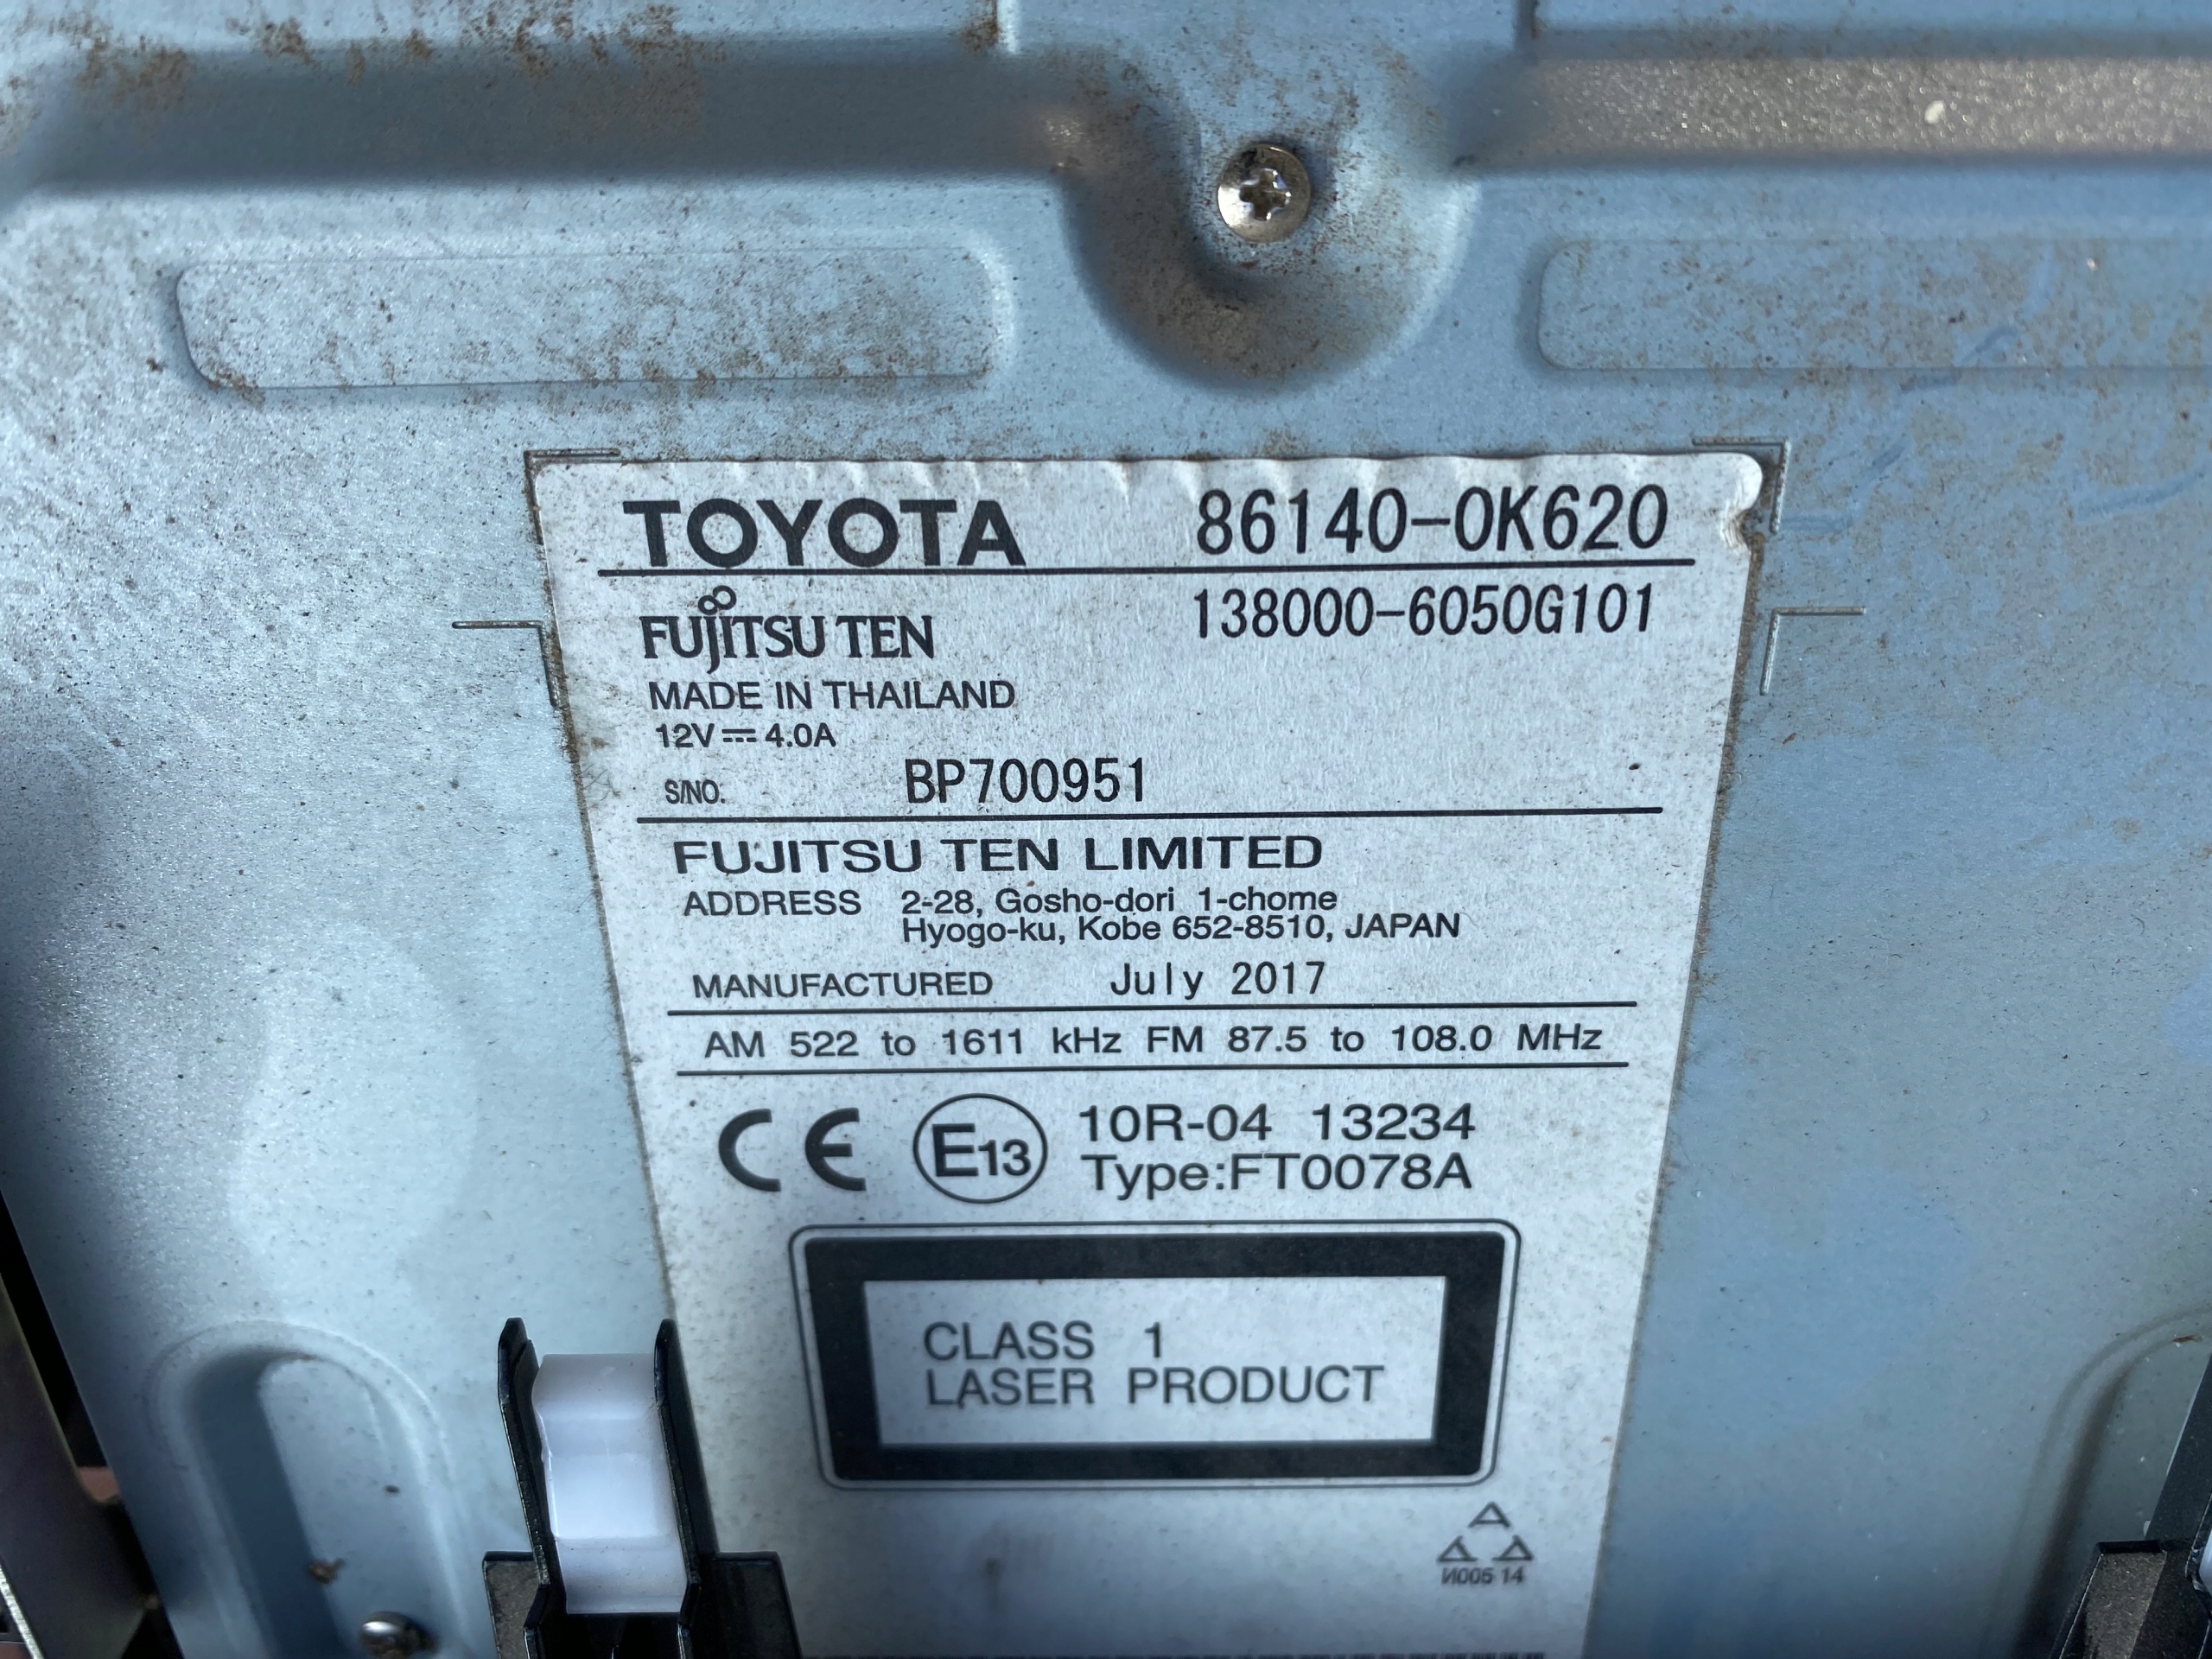 TOYOTA 86140-0K620
FUJITSU TEN 138000-6050G101
MADE IN THAILAND
12V⎓4.0A
S/NO. BP700951
FUJITSU TEN LIMITED
ADDRESS 2-28, Gosho-dori 1-chome
Hyogo-ku, Kobe 652-8510, JAPAN
MANUFACTURED July 2017
AM 522 to 1611 kHz FM 87.5 to 108.0 MHz
CE E13 10R-04 13234
Type:FT0078A
CLASS 1
LASER PRODUCT
A
И005 14